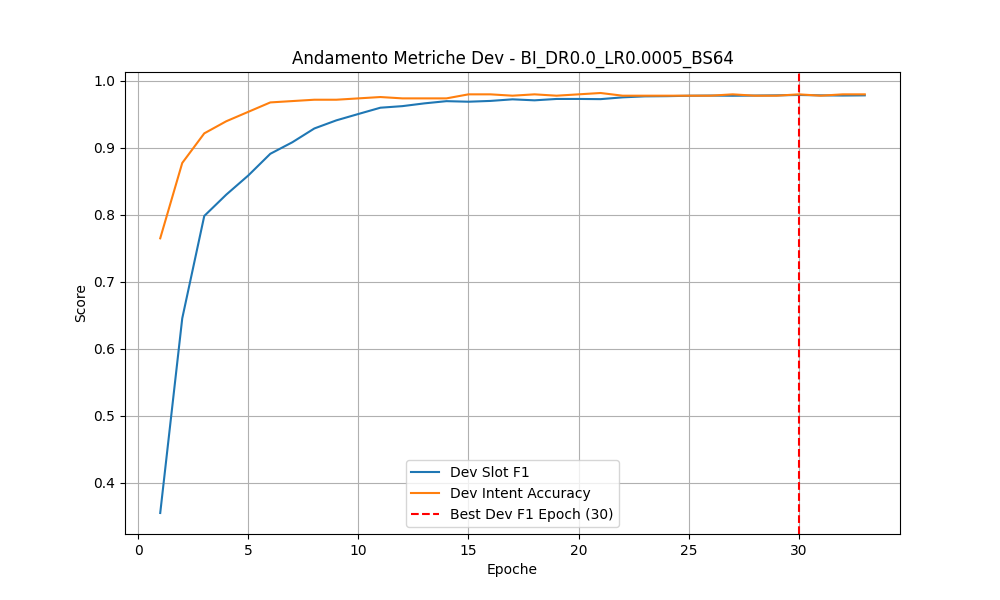 Andamento Metriche Dev - BI_DR0.0_LR0.0005_BS64
1.0
0.9
0.8
0.7
0.6
0.5
0.4
Score
Dev Slot F1
Dev Intent Accuracy
Best Dev F1 Epoch (30)
0 5 10 15 20 25 30
Epoche